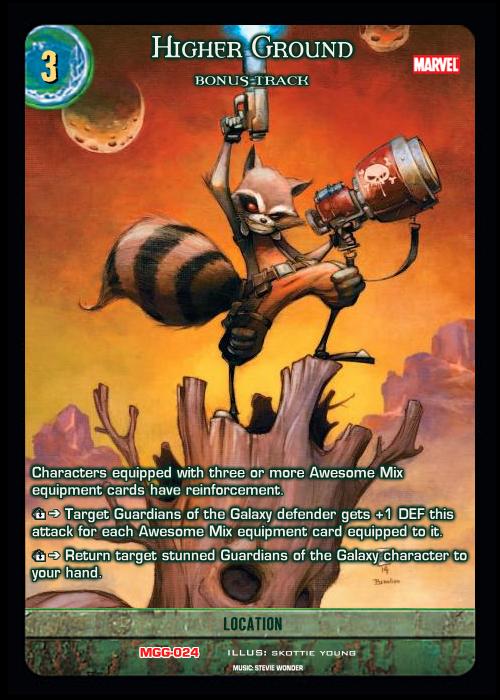 3
HIGHER GROUND
BONUS TRACK
MARVEL
Characters equipped with three or more Awesome Mix
equipment cards have reinforcement.
→ Target Guardians of the Galaxy defender gets +1 DEF this
attack for each Awesome Mix equipment card equipped to it.
→ Return target stunned Guardians of the Galaxy character to
your hand.
LOCATION
MGG-024 ILLUS: SKOTTIE YOUNG
MUSIC: STEVIE WONDER